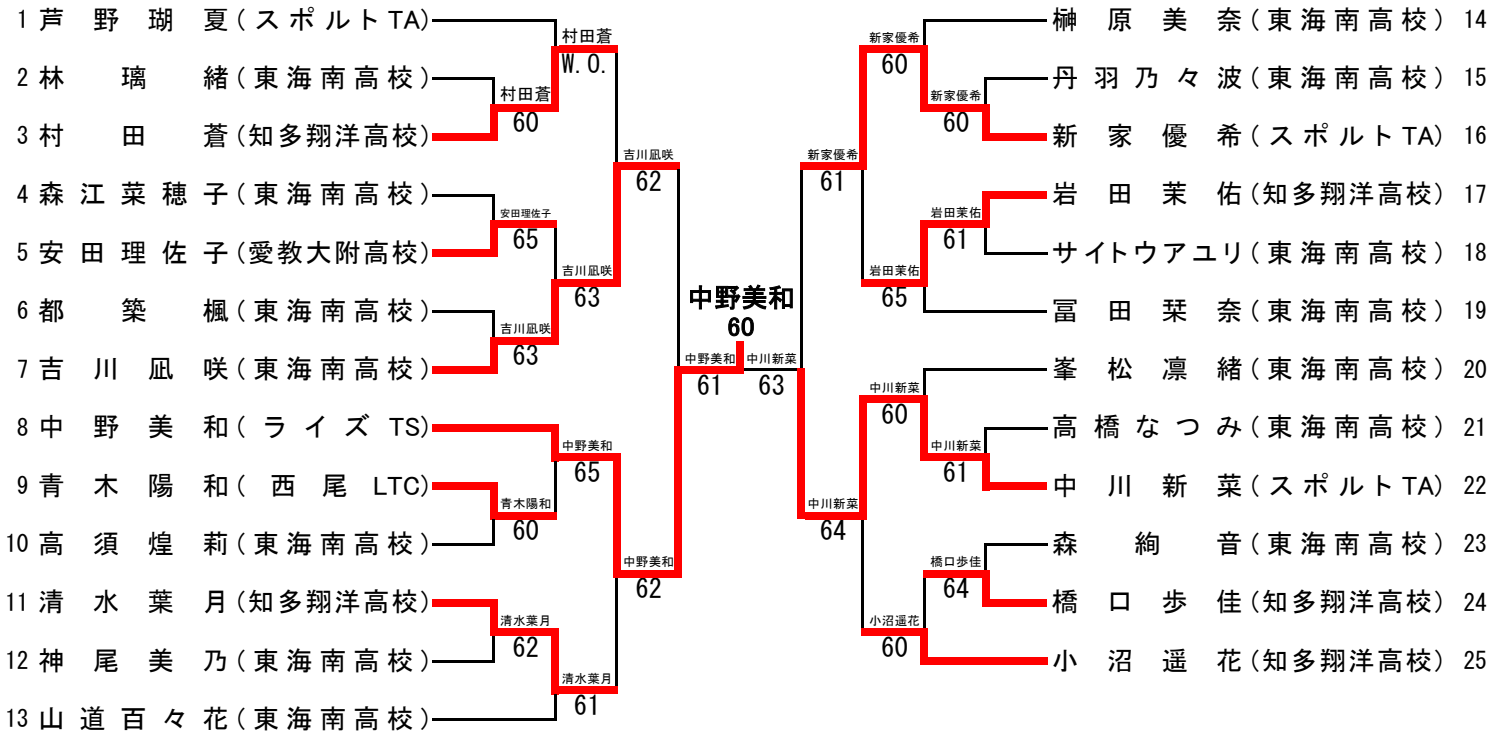 1 芦野瑚夏(スポルトTA)
2 林璃緒(東海南高校)
3 村田蒼(知多翔洋高校)
4 森江菜穂子(東海南高校)
5 安田理佐子(愛教大附高校)
6 都築楓(東海南高校)
7 吉川凪咲(東海南高校)
8 中野美和(ライズTS)
9 青木陽和(西尾LTC)
10 高須煌莉(東海南高校)
11 清水葉月(知多翔洋高校)
12 神尾美乃(東海南高校)
13 山道百々花(東海南高校)
村田蒼
60
安田理佐子
65
吉川凪咲
63
青木陽和
60
清水葉月
62
村田蒼
W.O.
吉川凪咲
63
中野美和
65
清水葉月
61
吉川凪咲
62
中野美和
62
中野美和
61
中野美和
60
中川新菜
63
新家優希
61
中川新菜
64
新家優希
60
岩田茉佑
65
中川新菜
60
小沼遥花
60
新家優希
60
岩田茉佑
61
中川新菜
61
橋口歩佳
64
榊原美奈(東海南高校) 14
丹羽乃々波(東海南高校) 15
新家優希(スポルトTA) 16
岩田茉佑(知多翔洋高校) 17
サイトウアユリ(東海南高校) 18
冨田栞奈(東海南高校) 19
峯松凛緒(東海南高校) 20
高橋なつみ(東海南高校) 21
中川新菜(スポルトTA) 22
森絢音(東海南高校) 23
橋口歩佳(知多翔洋高校) 24
小沼遥花(知多翔洋高校) 25